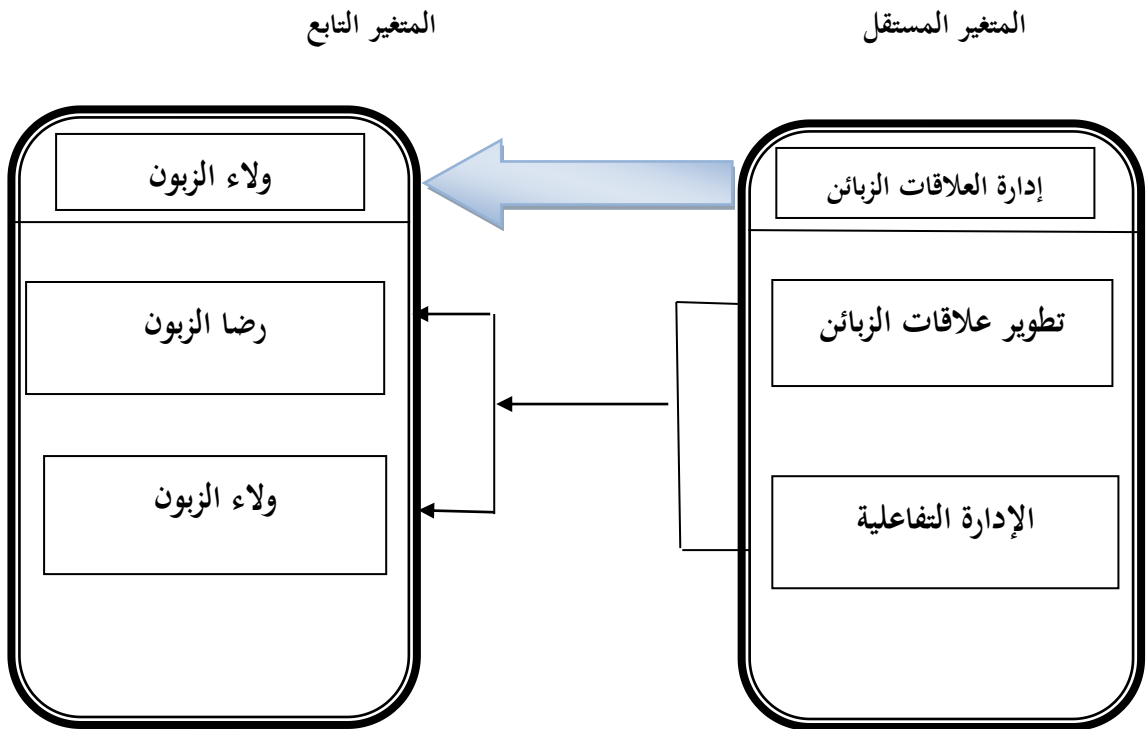 المتغير المستقل
المتغير التابع
إدارة العلاقات الزبائن
ولاء الزبون
تطوير علاقات الزبائن
رضا الزبون
الإدارة التفاعلية
ولاء الزبون